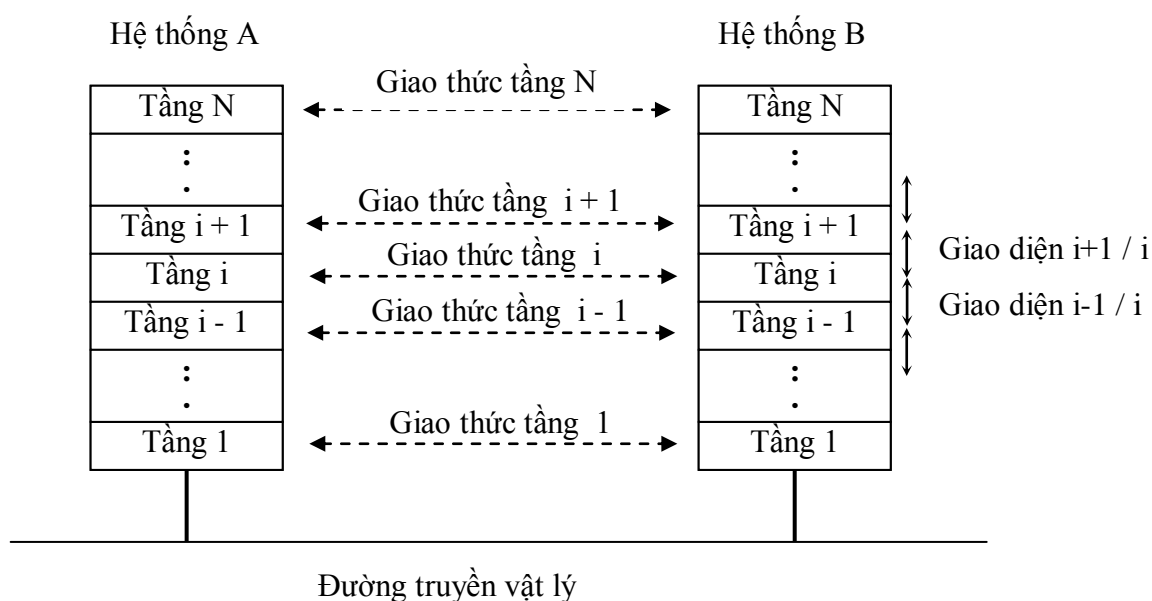 Hệ thống A
Hệ thống B
Giao thức tầng N
Tầng N
Tầng N
:
.
:
.
Giao thức tầng i + 1
Tầng i + 1
Tầng i + 1
Giao thức tầng i
Giao diện i+1 / i
Tầng i
Tầng i
Giao thức tầng i - 1
Giao diện i-1 / i
Tầng i - 1
Tầng i - 1
:
.
:
.
Giao thức tầng 1
Tầng 1
Tầng 1
Đường truyền vật lý